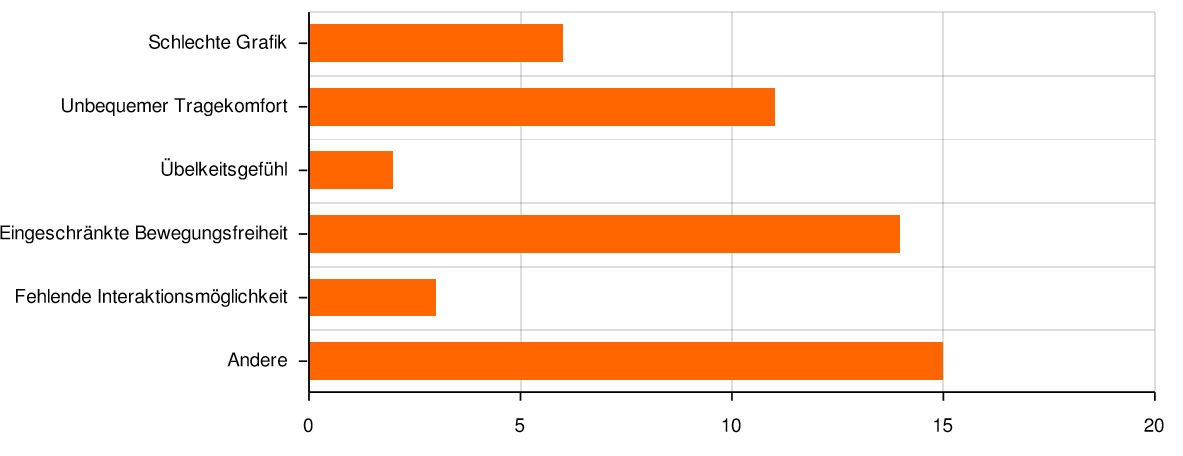 Schlechte Grafik
Unbequemer Tragekomfort
Übelkeitsgefühl
Eingeschränkte Bewegungsfreiheit
Fehlende Interaktionsmöglichkeit
Andere
0 5 10 15 20